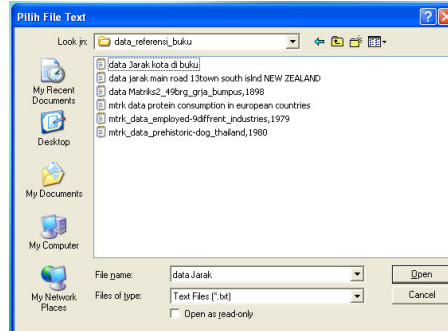 Pilih File Text
Look in: data_referensi_buku
data Jarak kota di buku
data jarak main road 13town south islnd NEW ZEALAND
data Matriks2_49brg_grja_bumpus,1898
mtrk data protein consumption in european countries
mtrk_data_employed-9diffrent_industries,1979
mtrk_data_prehistoric-dog_thailand,1980
My Recent
Documents
Desktop
My Documents
My Computer
My Network
Places
File name: data Jarak Open
Files of type: Text Files (*.txt) Cancel
Open as read-only